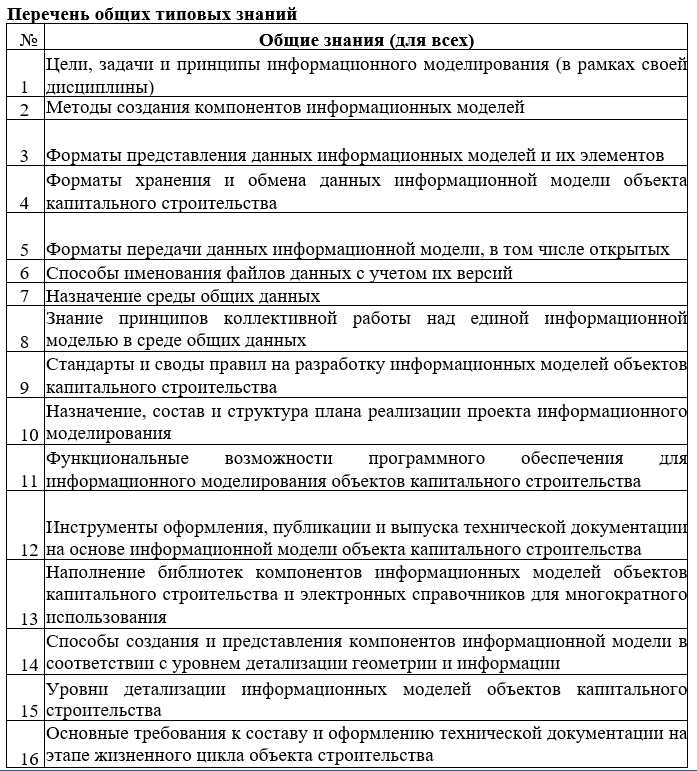 Перечень общих типовых знаний
№ Общие знания (для всех)
Цели, задачи и принципы информационного моделирования (в рамках своей
1 дисциплины)
2 Методы создания компонентов информационных моделей
3 Форматы представления данных информационных моделей и их элементов
Форматы хранения и обмена данных информационной модели объекта
4 капитального строительства
5 Форматы передачи данных информационной модели, в том числе открытых
6 Способы именования файлов данных с учетом их версий
7 Назначение среды общих данных
Знание принципов коллективной работы над единой информационной
8 моделью в среде общих данных
Стандарты и своды правил на разработку информационных моделей объектов
9 капитального строительства
Назначение, состав и структура плана реализации проекта информационного
10 моделирования
Функциональные возможности программного обеспечения для
11 информационного моделирования объектов капитального строительства
Инструменты оформления, публикации и выпуска технической документации
12 на основе информационной модели объекта капитального строительства
Наполнение библиотек компонентов информационных моделей объектов
капитального строительства и электронных справочников для многократного
13 использования
Способы создания и представления компонентов информационной модели в
14 соответствии с уровнем детализации геометрии и информации
Уровни детализации информационных моделей объектов капитального
15 строительства
Основные требования к составу и оформлению технической документации на
16 этапе жизненного цикла объекта строительства